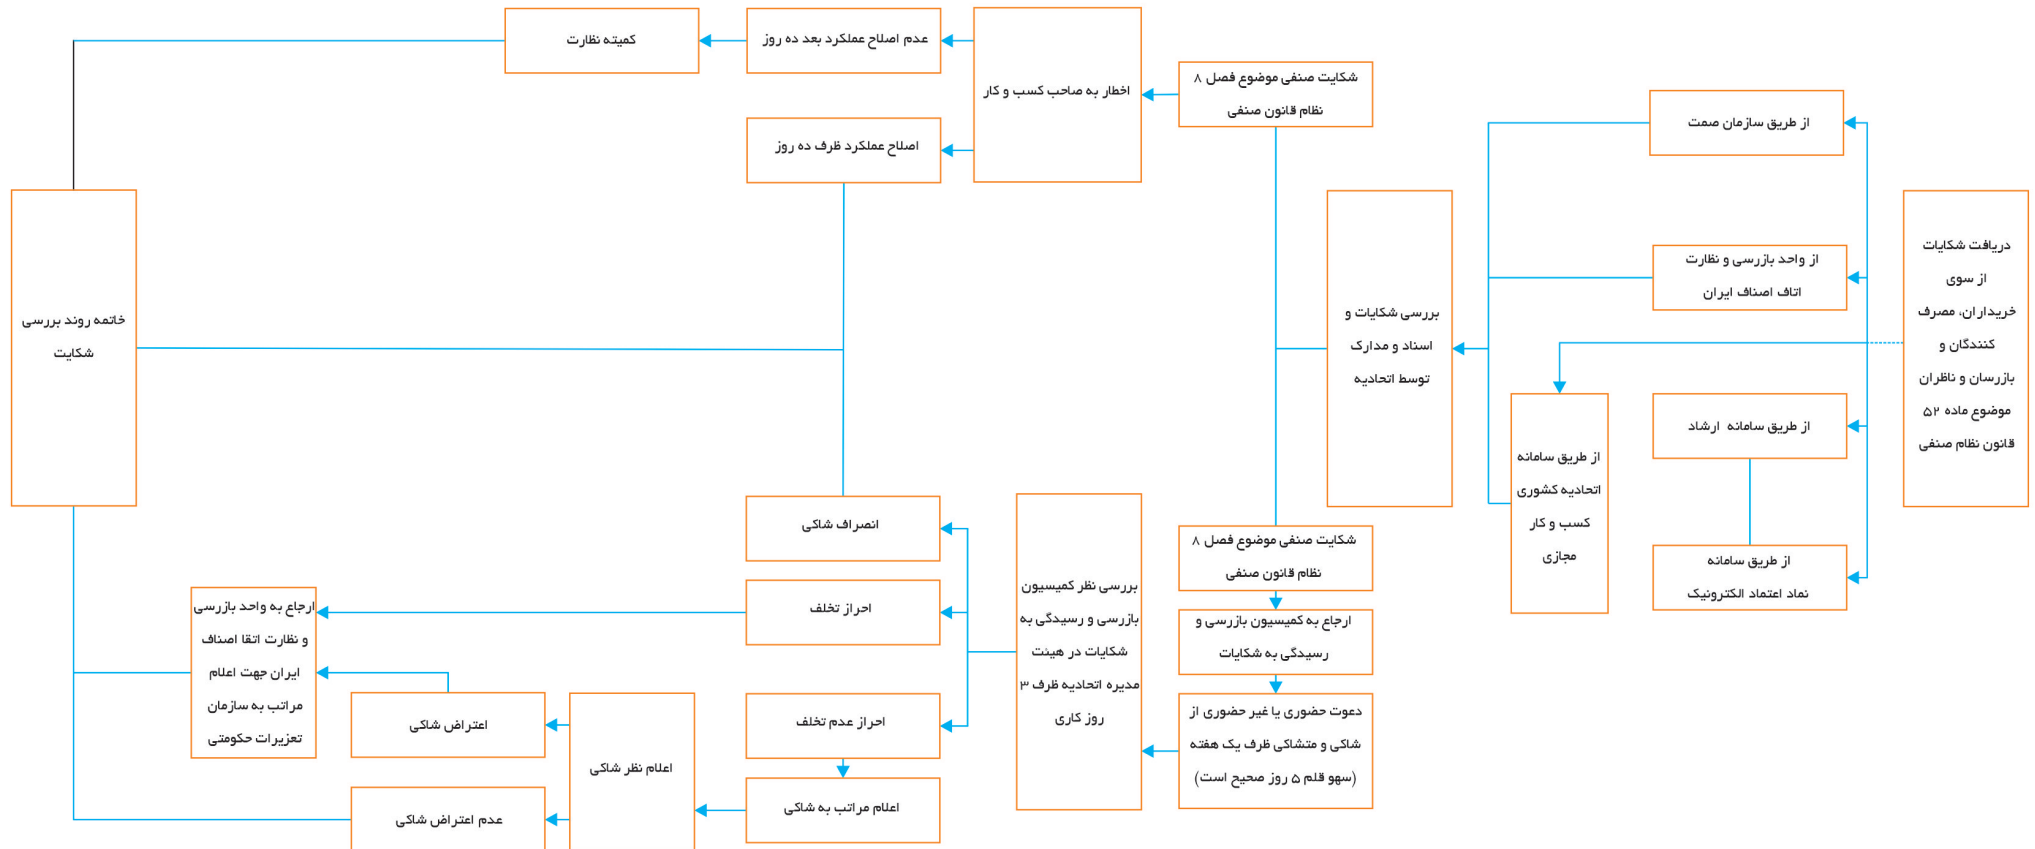 دریافت شکایات
از سوی
خریداران، مصرف
کنندگان و
بازرسان و ناظران
موضوع ماده ۵۲
قانون نظام صنفی
از طریق سازمان صمت
از واحد بازرسی و نظارت
اتاف اصناف ایران
از طریق سامانه ارشاد
از طریق سامانه
نماد اعتماد الکترونیک
از طریق سامانه
اتحادیه کشوری
کسب و کار
مجازی
بررسی شکایات و
اسناد و مدارک
توسط اتحادیه
شکایت صنفی موضوع فصل ۸
نظام قانون صنفی
اخطار به صاحب کسب و کار
عدم اصلاح عملکرد بعد ده روز
کمیته نظارت
اصلاح عملکرد ظرف ده روز
شکایت صنفی موضوع فصل ۸
نظام قانون صنفی
ارجاع به کمیسیون بازرسی و
رسیدگی به شکایات
دعوت حضوری یا غیر حضوری از
شاکی و متشاکی ظرف یک هفته
(سهو قلم ۵ روز صحیح است)
بررسی نظر کمیسیون
بازرسی و رسیدگی به
شکایات در هیئت
مدیره اتحادیه ظرف ۳
روز کاری
انصراف شاکی
احراز تخلف
احراز عدم تخلف
اعلام مراتب به شاکی
اعلام نظر شاکی
اعتراض شاکی
عدم اعتراض شاکی
ارجاع به واحد بازرسی
و نظارت اتقا اصناف
ایران جهت اعلام
مراتب به سازمان
تعزیرات حکومتی
خاتمه روند بررسی
شکایت